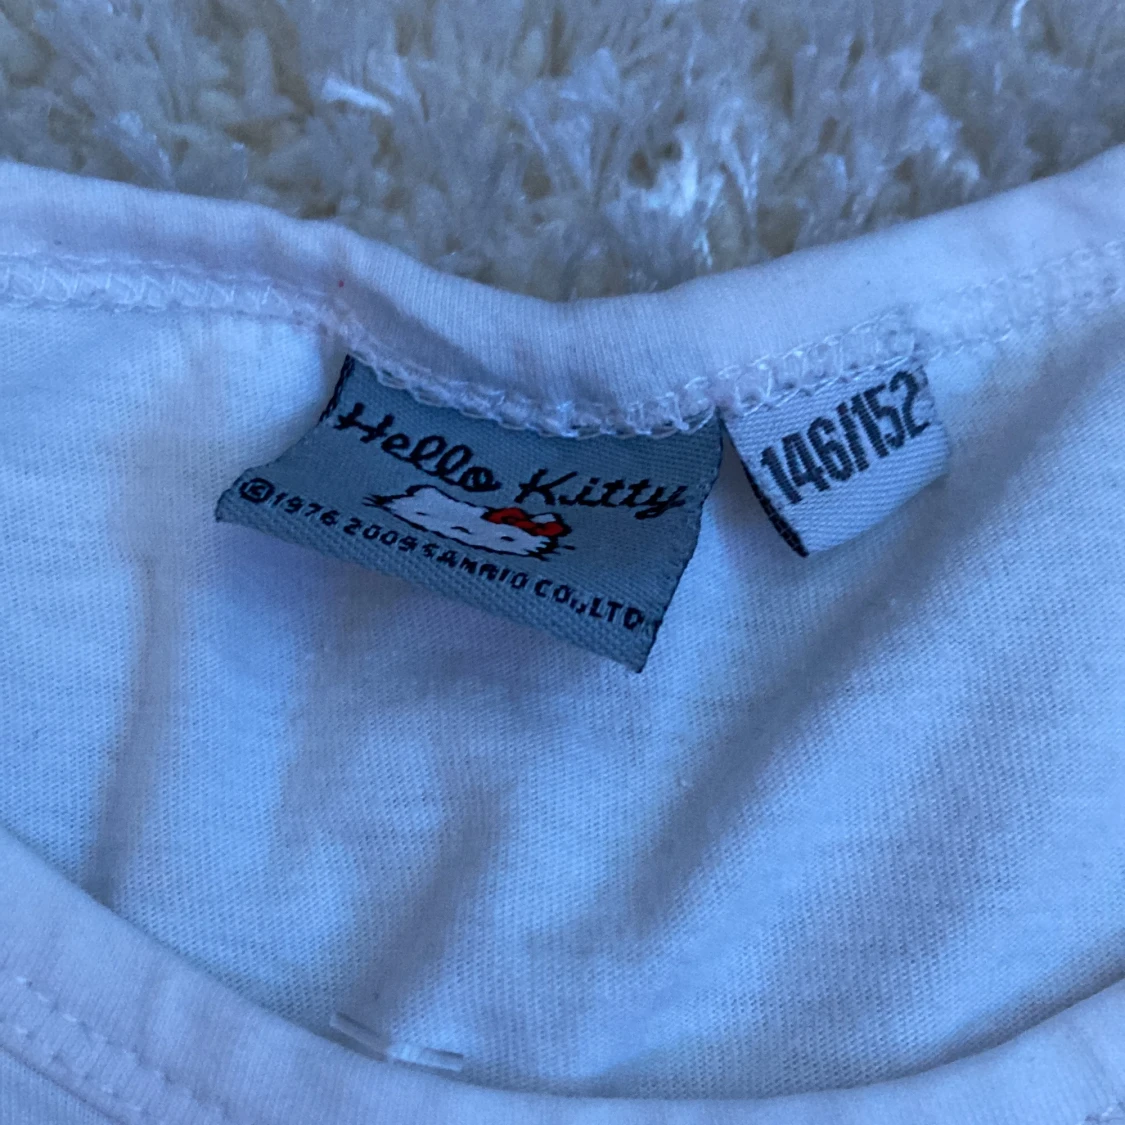 Hello Kitty
©1976.2009 SANRIO CO.,LTD.
146/152